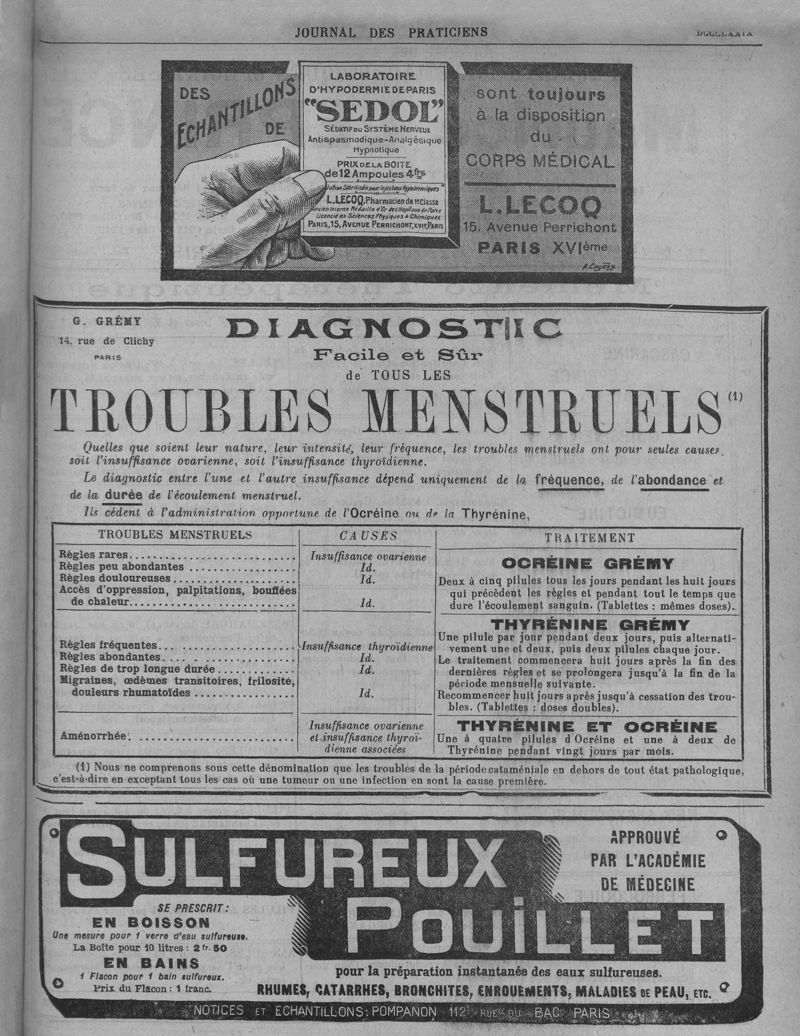 JOURNAL DES PRATICIENS
DES
ECHANTILLONS
DE
LABORATOIRE
D'HYPODERMIE DE PARIS
"SEDOL"
SÉDATIF DU SYSTÈME NERVEUX
Antispasmodique-Analgésique
Hypnotique
PRIX DE LA BOITE
de 12 Ampoules 4frs
L. LECOQ, Pharmacien de 1re Classe
Ancien Interne Médaille d'Or des Hôpitaux de Paris
Licencié ès Sciences Physiques & Chimiques
PARIS, 15, AVENUE PERRICHONT, XVIe, PARIS
sont toujours
à la disposition
du
CORPS MÉDICAL
L. LECOQ
15. Avenue Perrichont
PARIS XVIème
G. GRÉMY
14, rue de Clichy
PARIS
DIAGNOSTIC
Facile et Sûr
de TOUS LES
TROUBLES MENSTRUELS (1)
Quelles que soient leur nature, leur intensité, leur fréquence, les troubles menstruels ont pour seules causes,
soit l'insuffisance ovarienne, soit l'insuffisance thyroïdienne.
Le diagnostic entre l'une et l'autre insuffisance dépend uniquement de la fréquence, de l'abondance et
de la durée de l'écoulement menstruel.
Ils cèdent à l'administration opportune de l'Ocréine ou de la Thyrénine,
TROUBLES MENSTRUELS CAUSES TRAITEMENT
Règles rares Insuffisance ovarienne
Règles peu abondantes Id.
Règles douloureuses Id.
Accès d'oppression, palpitations, bouffées
de chaleur Id.
OCRÉINE GRÉMY
Deux à cinq pilules tous les jours pendant les huit jours
qui précèdent les règles et pendant tout le temps que
dure l'écoulement sanguin. (Tablettes : mêmes doses).
Règles fréquentes Insuffisance thyroïdienne
Règles abondantes Id.
Règles de trop longue durée Id.
Migraines, œdèmes transitoires, frilosité,
douleurs rhumatoïdes Id.
THYRÉNINE GRÉMY
Une pilule par jour pendant deux jours, puis alternati-
vement une et deux, puis deux pilules chaque jour.
Le traitement commencera huit jours après la fin des
dernières règles et se prolongera jusqu'à la fin de la
période mensuelle suivante.
Recommencer huit jours après jusqu'à cessation des trou-
bles. (Tablettes : doses doubles).
Aménorrhée. Insuffisance ovarienne
et insuffisance thyroï-
dienne associées
THYRÉNINE ET OCRÉINE
Une à quatre pilules d'Ocréine et une à deux de
Thyrénine pendant vingt jours par mois.
(1) Nous ne comprenons sous cette dénomination que les troubles de la période cataméniale en dehors de tout état pathologique,
c'est-à-dire en exceptant tous les cas où une tumeur ou une infection en sont la cause première.
SULFUREUX
POUILLET
APPROUVÉ
PAR L'ACADÉMIE
DE MÉDECINE
SE PRESCRIT:
EN BOISSON
Une mesure pour 1 verre d'eau sulfureuse.
La Boîte pour 10 litres : 2 fr. 50
EN BAINS
1 Flacon pour 1 bain sulfureux.
Prix du Flacon : 1 franc.
pour la préparation instantanée des eaux sulfureuses.
RHUMES, CATARRHES, BRONCHITES, ENROUEMENTS, MALADIES DE PEAU, ETC.
NOTICES ET ECHANTILLONS: POMPANON 112 RUE DU BAC PARIS